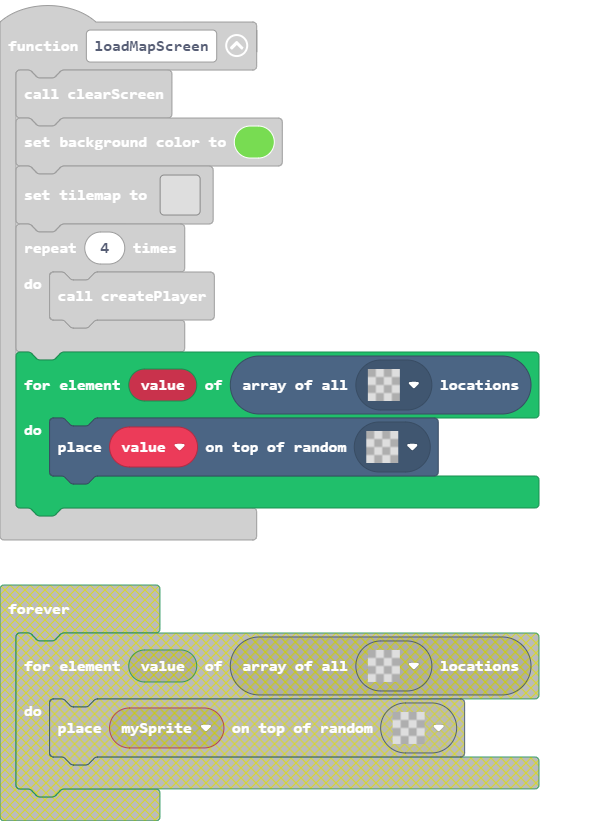 function loadMapScreen
call clearScreen
set background color to
set tilemap to
repeat 4 times
do
call createPlayer
for element value of array of all locations
do
place value on top of random
forever
for element value of array of all locations
do
place mySprite on top of random